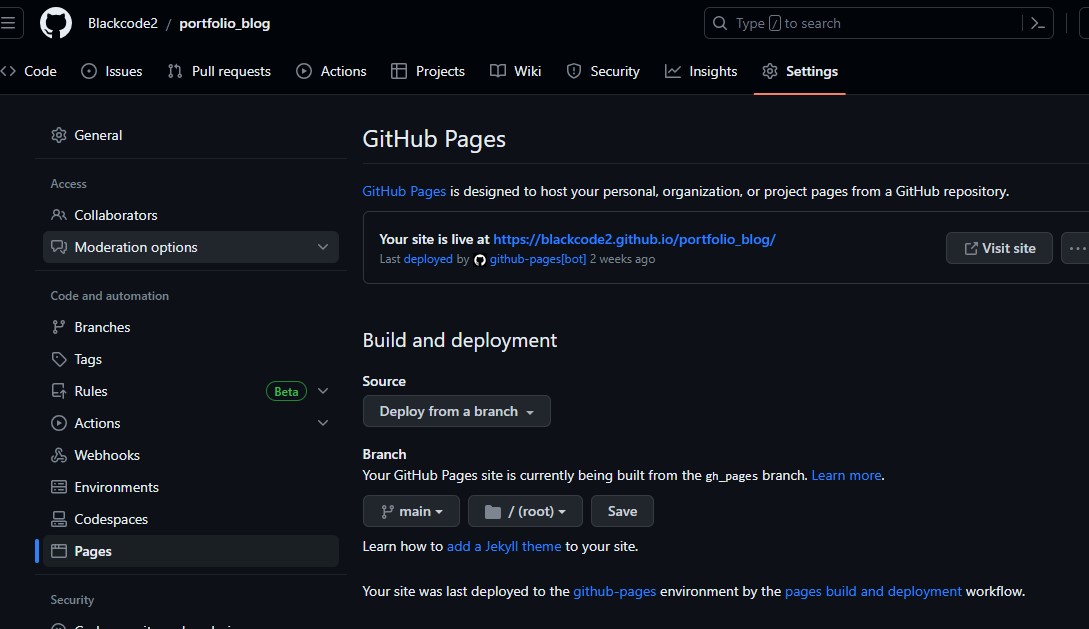 Blackcode2 / portfolio_blog
Type / to search
Code Issues Pull requests Actions Projects Wiki Security Insights Settings
General
Access
Collaborators
Moderation options
Code and automation
Branches
Tags
Rules Beta
Actions
Webhooks
Environments
Codespaces
Pages
Security
GitHub Pages
GitHub Pages is designed to host your personal, organization, or project pages from a GitHub repository.
Your site is live at https://blackcode2.github.io/portfolio_blog/
Last deployed by github-pages[bot] 2 weeks ago
Visit site
Build and deployment
Source
Deploy from a branch
Branch
Your GitHub Pages site is currently being built from the gh_pages branch. Learn more.
main / (root) Save
Learn how to add a Jekyll theme to your site.
Your site was last deployed to the github-pages environment by the pages build and deployment workflow.